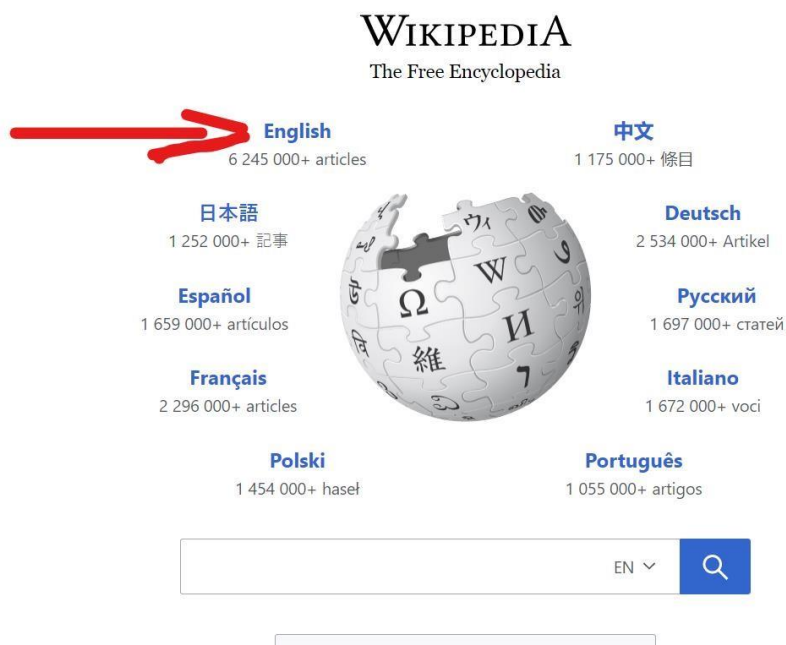 WIKIPEDIA
The Free Encyclopedia
English
6 245 000+ articles
中文
1 175 000+ 條目
日本語
1 252 000+ 記事
Deutsch
2 534 000+ Artikel
Español
1 659 000+ artículos
Русский
1 697 000+ статей
Français
2 296 000+ articles
Italiano
1 672 000+ voci
Polski
1 454 000+ haseł
Português
1 055 000+ artigos
ウィ
W
Ω
И
維
EN